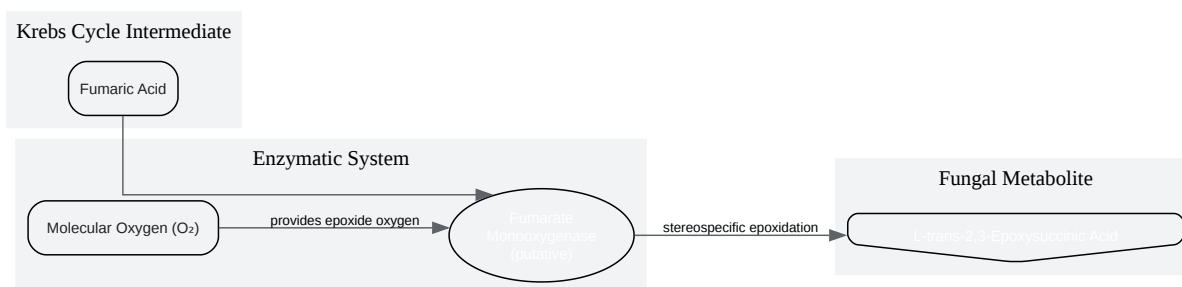 Krebs Cycle Intermediate
Fumaric Acid
Enzymatic System
Molecular Oxygen (O₂)
provides epoxide oxygen
Fumarate
Monooxygenase
(putative)
stereospecific epoxidation
Fungal Metabolite
L-trans-2,3-Epoxysuccinic Acid